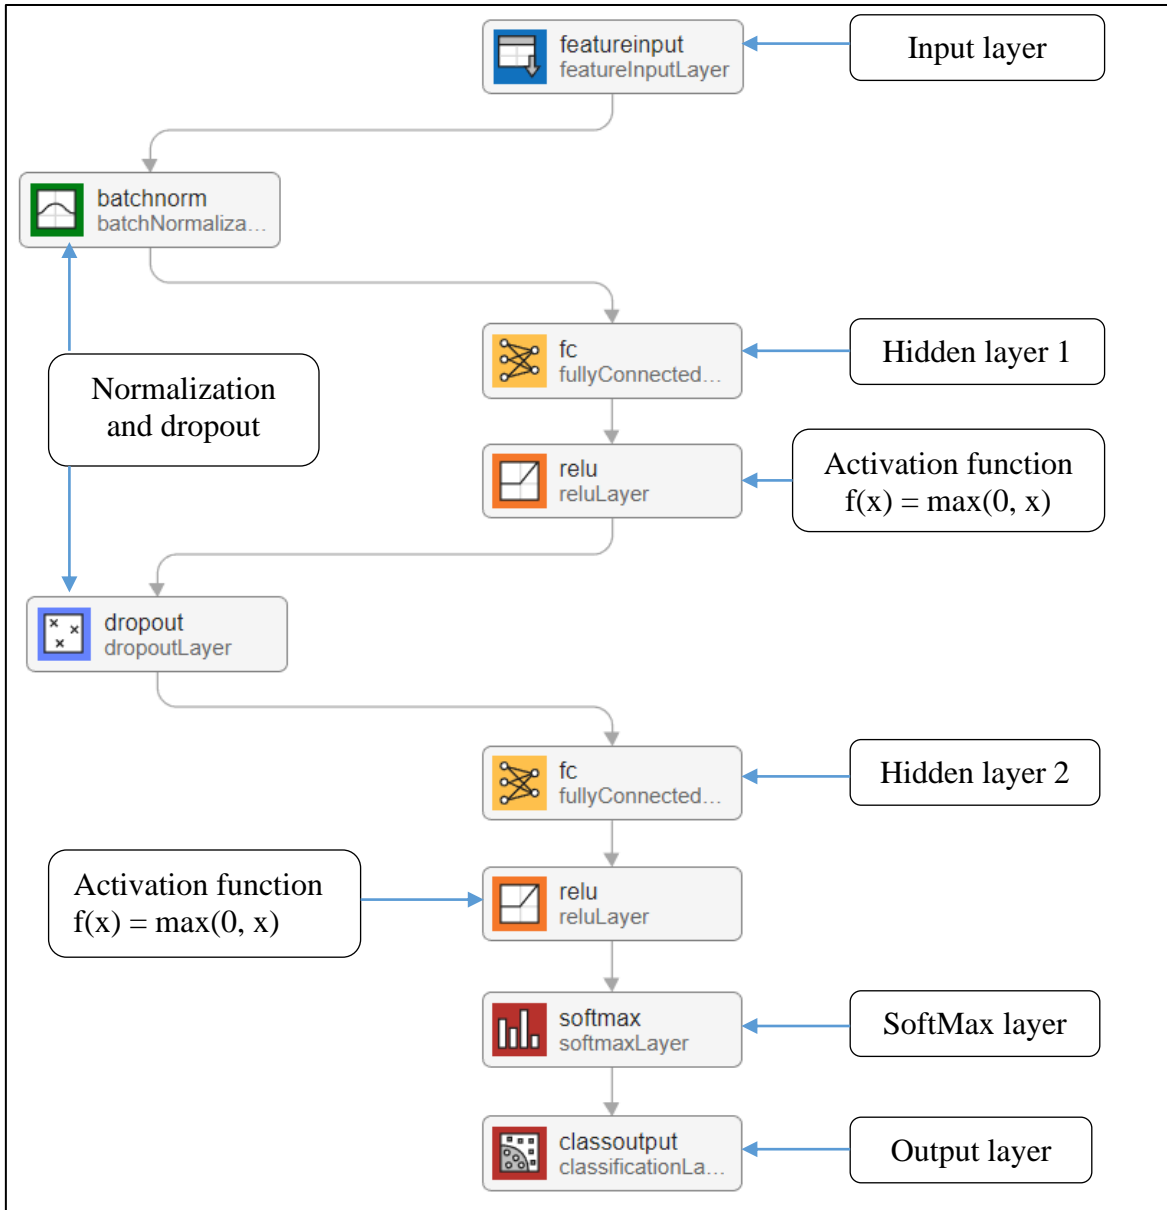 featureinput
featureInputLayer
Input layer
batchnorm
batchNormaliza...
fc
fullyConnected...
Hidden layer 1
Normalization
and dropout
relu
reluLayer
Activation function
f(x) = max(0, x)
dropout
dropoutLayer
fc
fullyConnected...
Hidden layer 2
Activation function
f(x) = max(0, x)
relu
reluLayer
softmax
softmaxLayer
SoftMax layer
classoutput
classificationLa...
Output layer